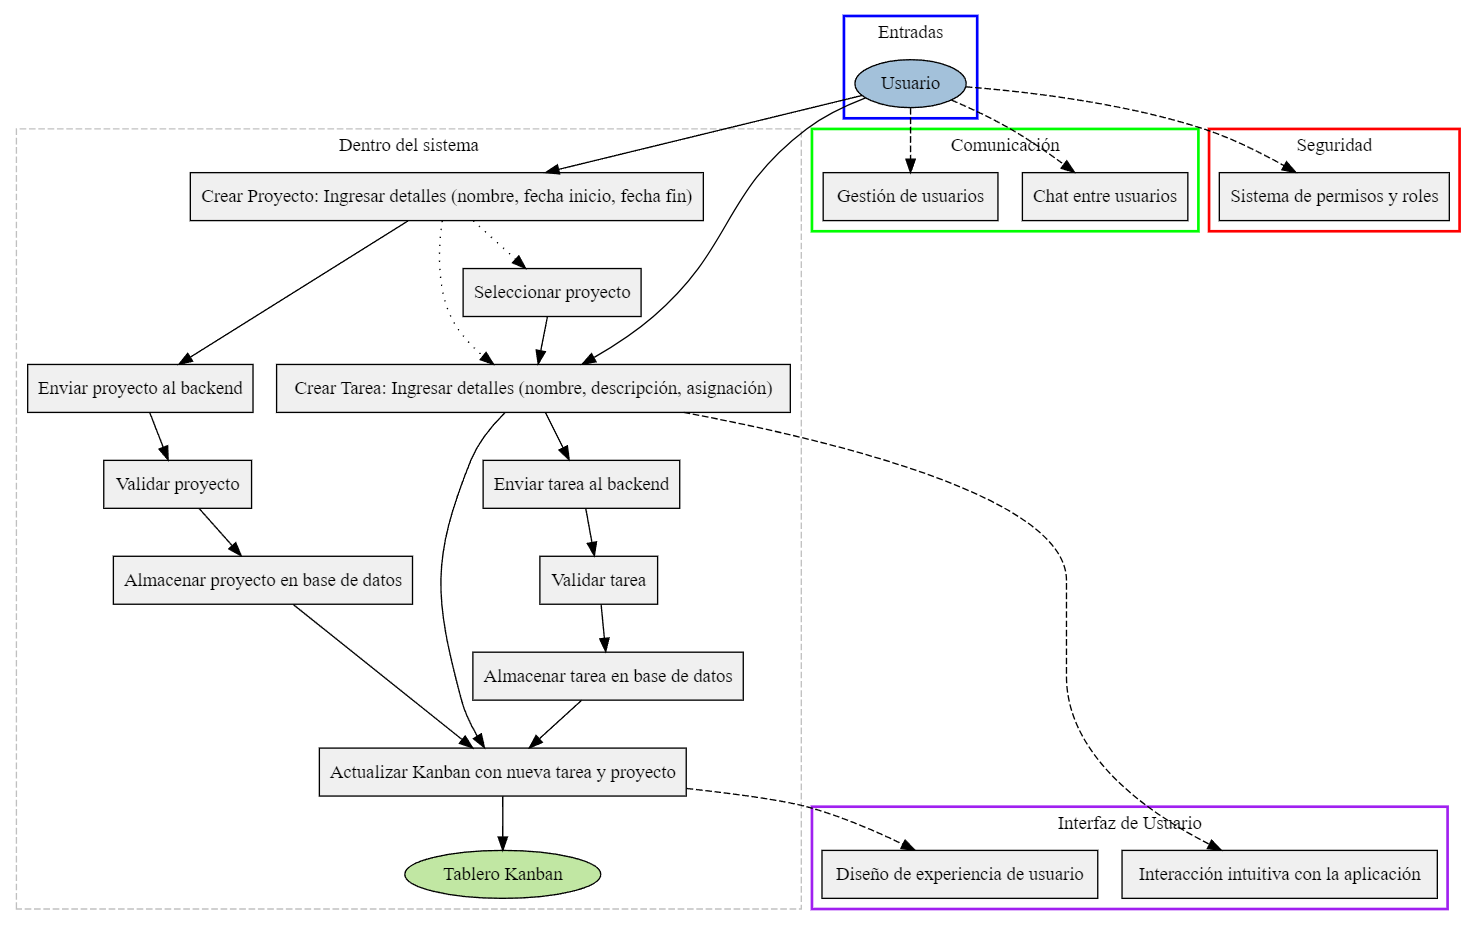 Entradas
Usuario
Dentro del sistema
Comunicación
Seguridad
Crear Proyecto: Ingresar detalles (nombre, fecha inicio, fecha fin)
Gestión de usuarios
Chat entre usuarios
Sistema de permisos y roles
Seleccionar proyecto
Enviar proyecto al backend
Crear Tarea: Ingresar detalles (nombre, descripción, asignación)
Validar proyecto
Enviar tarea al backend
Almacenar proyecto en base de datos
Validar tarea
Almacenar tarea en base de datos
Actualizar Kanban con nueva tarea y proyecto
Interfaz de Usuario
Tablero Kanban
Diseño de experiencia de usuario
Interacción intuitiva con la aplicación